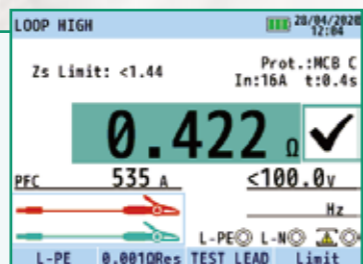 LOOP HIGH 28/04/2020
12:04
Zs Limit: <1.44 Prot.:MCB C
In:16A t:0.4s
0.422 Ω
PFC 535 A <100.0V
Hz
L-PE L-N
L-PE 0.001ΩRes TEST LEAD Limit